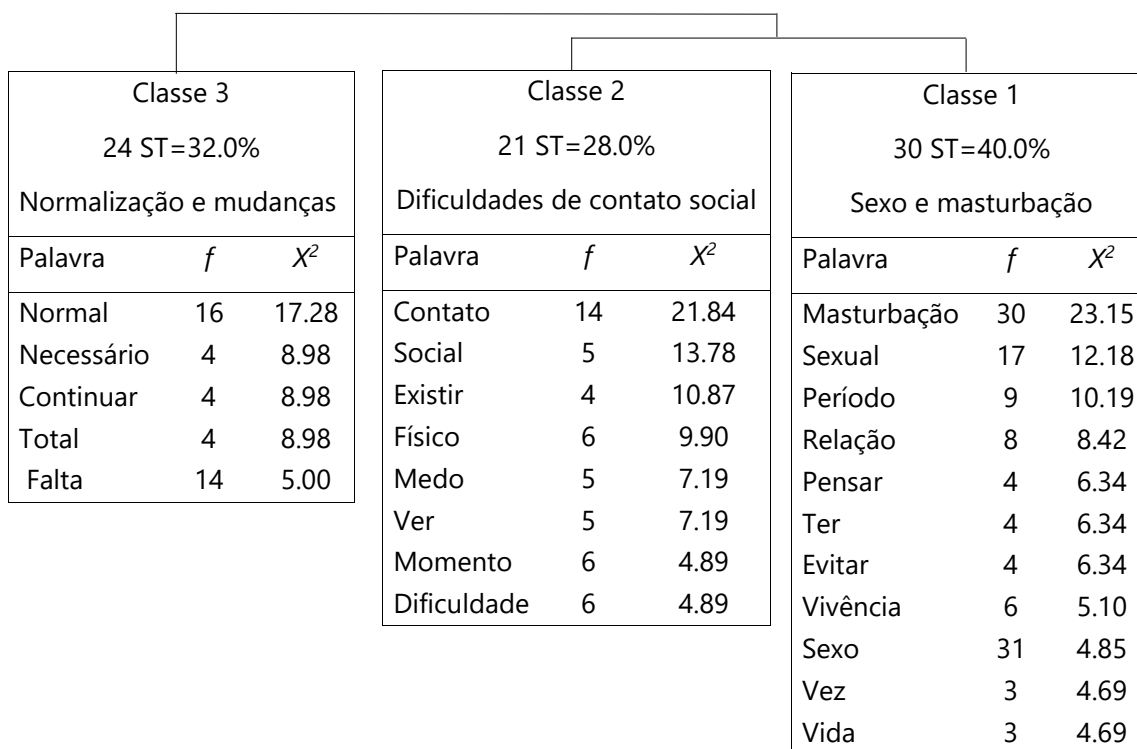 Classe 3
24 ST=32.0%
Normalização e mudanças
Palavra f X²
Normal 16 17.28
Necessário 4 8.98
Continuar 4 8.98
Total 4 8.98
Falta 14 5.00
Classe 2
21 ST=28.0%
Dificuldades de contato social
Palavra f X²
Contato 14 21.84
Social 5 13.78
Existir 4 10.87
Físico 6 9.90
Medo 5 7.19
Ver 5 7.19
Momento 6 4.89
Dificuldade 6 4.89
Classe 1
30 ST=40.0%
Sexo e masturbação
Palavra f X²
Masturbação 30 23.15
Sexual 17 12.18
Período 9 10.19
Relação 8 8.42
Pensar 4 6.34
Ter 4 6.34
Evitar 4 6.34
Vivência 6 5.10
Sexo 31 4.85
Vez 3 4.69
Vida 3 4.69